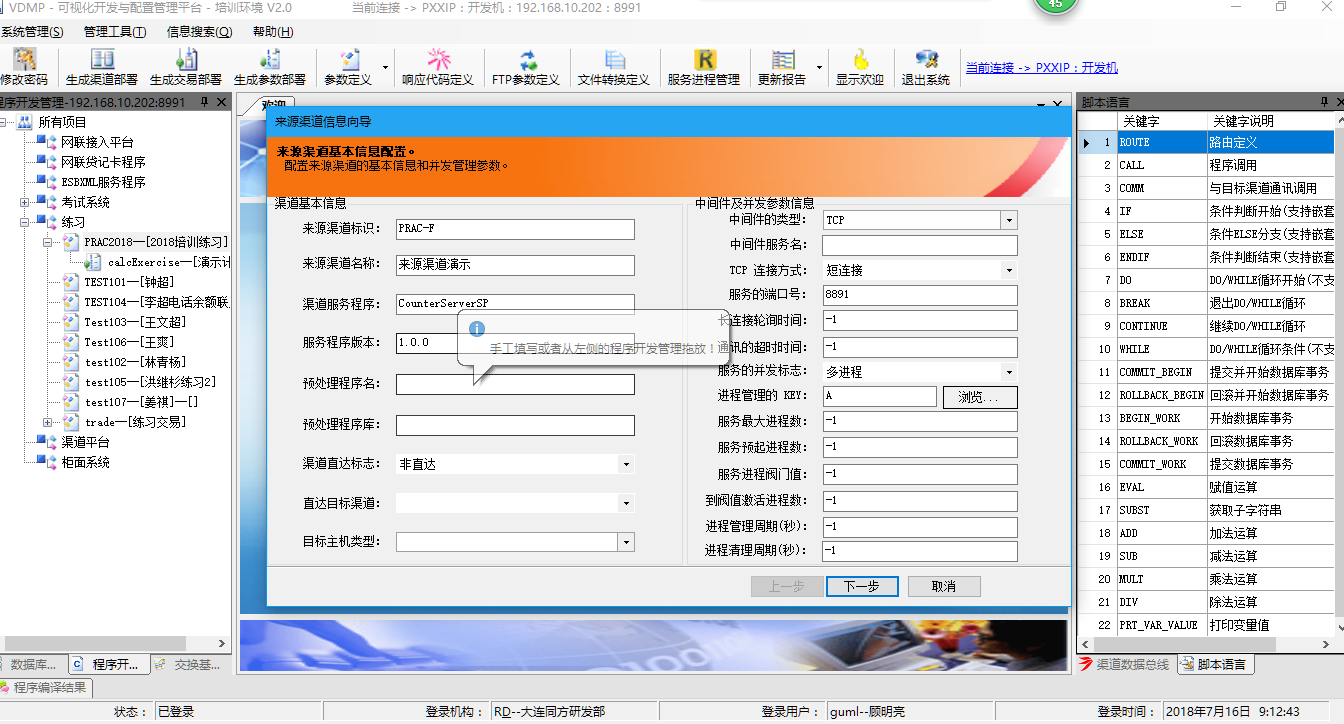 VDMP - 可视化开发与配置管理平台 - 培训环境 V2.0 当前连接 -> PXXIP：开发机：192.168.10.202：8991
45
系统管理(S) 管理工具(T) 信息搜索(Q) 帮助(H)
修改密码 生成渠道部署 生成交易部署 生成参数部署 参数定义 响应代码定义 FTP参数定义 文件转换定义 服务进程管理 更新报告 显示欢迎 退出系统 当前连接 -> PXXIP：开发机
程序开发管理-192.168.10.202:8991
所有项目
网联接入平台
网联贷记卡程序
ESBXML服务程序
考试系统
练习
PRAC2018—[2018培训练习]
calcExercise—[演示计
TEST101—[钟超]
TEST104—[李超电话余额联
Test103—[王文超]
Test106—[王爽]
test102—[林青杨]
test105—[洪继杉练习2]
test107—[姜祺]—[]
trade—[练习交易]
渠道平台
柜面系统
数据库... 程序开... 交换基...
程序编译结果
欢迎
来源渠道信息向导
来源渠道基本信息配置。
配置来源渠道的基本信息和并发管理参数。
渠道基本信息
来源渠道标识： PRAC-F
来源渠道名称： 来源渠道演示
渠道服务程序： CounterServerSP
服务程序版本： 1.0.0
手工填写或者从左侧的程序开发管理拖放！
预处理程序名：
预处理程序库：
渠道直达标志： 非直达
直达目标渠道：
目标主机类型：
中间件及并发参数信息
中间件的类型： TCP
中间件服务名：
TCP 连接方式： 短连接
服务的端口号： 8891
长连接轮询时间： -1
通讯的超时时间： -1
服务的并发标志： 多进程
进程管理的 KEY： A 浏览...
服务最大进程数： -1
服务预起进程数： -1
服务进程阀门值： -1
到阀值激活进程数： -1
进程管理周期(秒)： -1
进程清理周期(秒)： -1
上一步 下一步 取消
脚本语言
关键字 关键字说明
1 ROUTE 路由定义
2 CALL 程序调用
3 COMM 与目标渠道通讯调用
4 IF 条件判断开始(支持嵌套
5 ELSE 条件ELSE分支(支持嵌套
6 ENDIF 条件判断结束(支持嵌套
7 DO DO/WHILE循环开始(不支
8 BREAK 退出DO/WHILE循环
9 CONTINUE 继续DO/WHILE循环
10 WHILE DO/WHILE循环条件(不支
11 COMMIT_BEGIN 提交并开始数据库事务
12 ROLLBACK_BEGIN 回滚并开始数据库事务
13 BEGIN_WORK 开始数据库事务
14 ROLLBACK_WORK 回滚数据库事务
15 COMMIT_WORK 提交数据库事务
16 EVAL 赋值运算
17 SUBST 获取子字符串
18 ADD 加法运算
19 SUB 减法运算
20 MULT 乘法运算
21 DIV 除法运算
22 PRT_VAR_VALUE 打印变量值
渠道数据总线 脚本语言
状态： 已登录 登录机构： RD--大连同方研发部 登录用户： guml--顾明亮 登录时间： 2018年7月16日 9:12:43